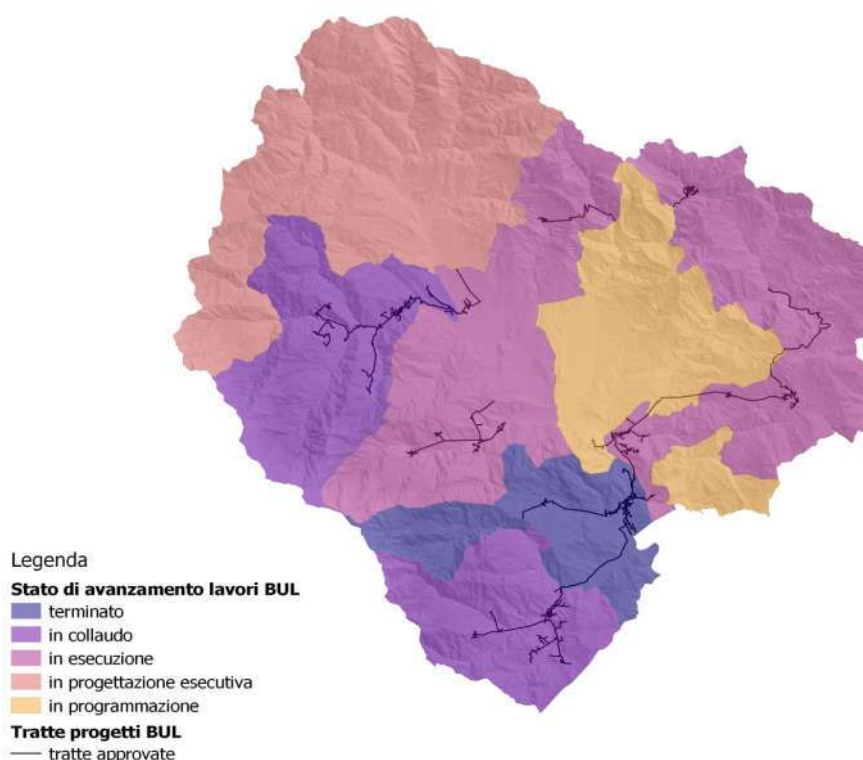 Legenda
Stato di avanzamento lavori BUL
terminato
in collaudo
in esecuzione
in progettazione esecutiva
in programmazione
Tratte progetti BUL
tratte approvate